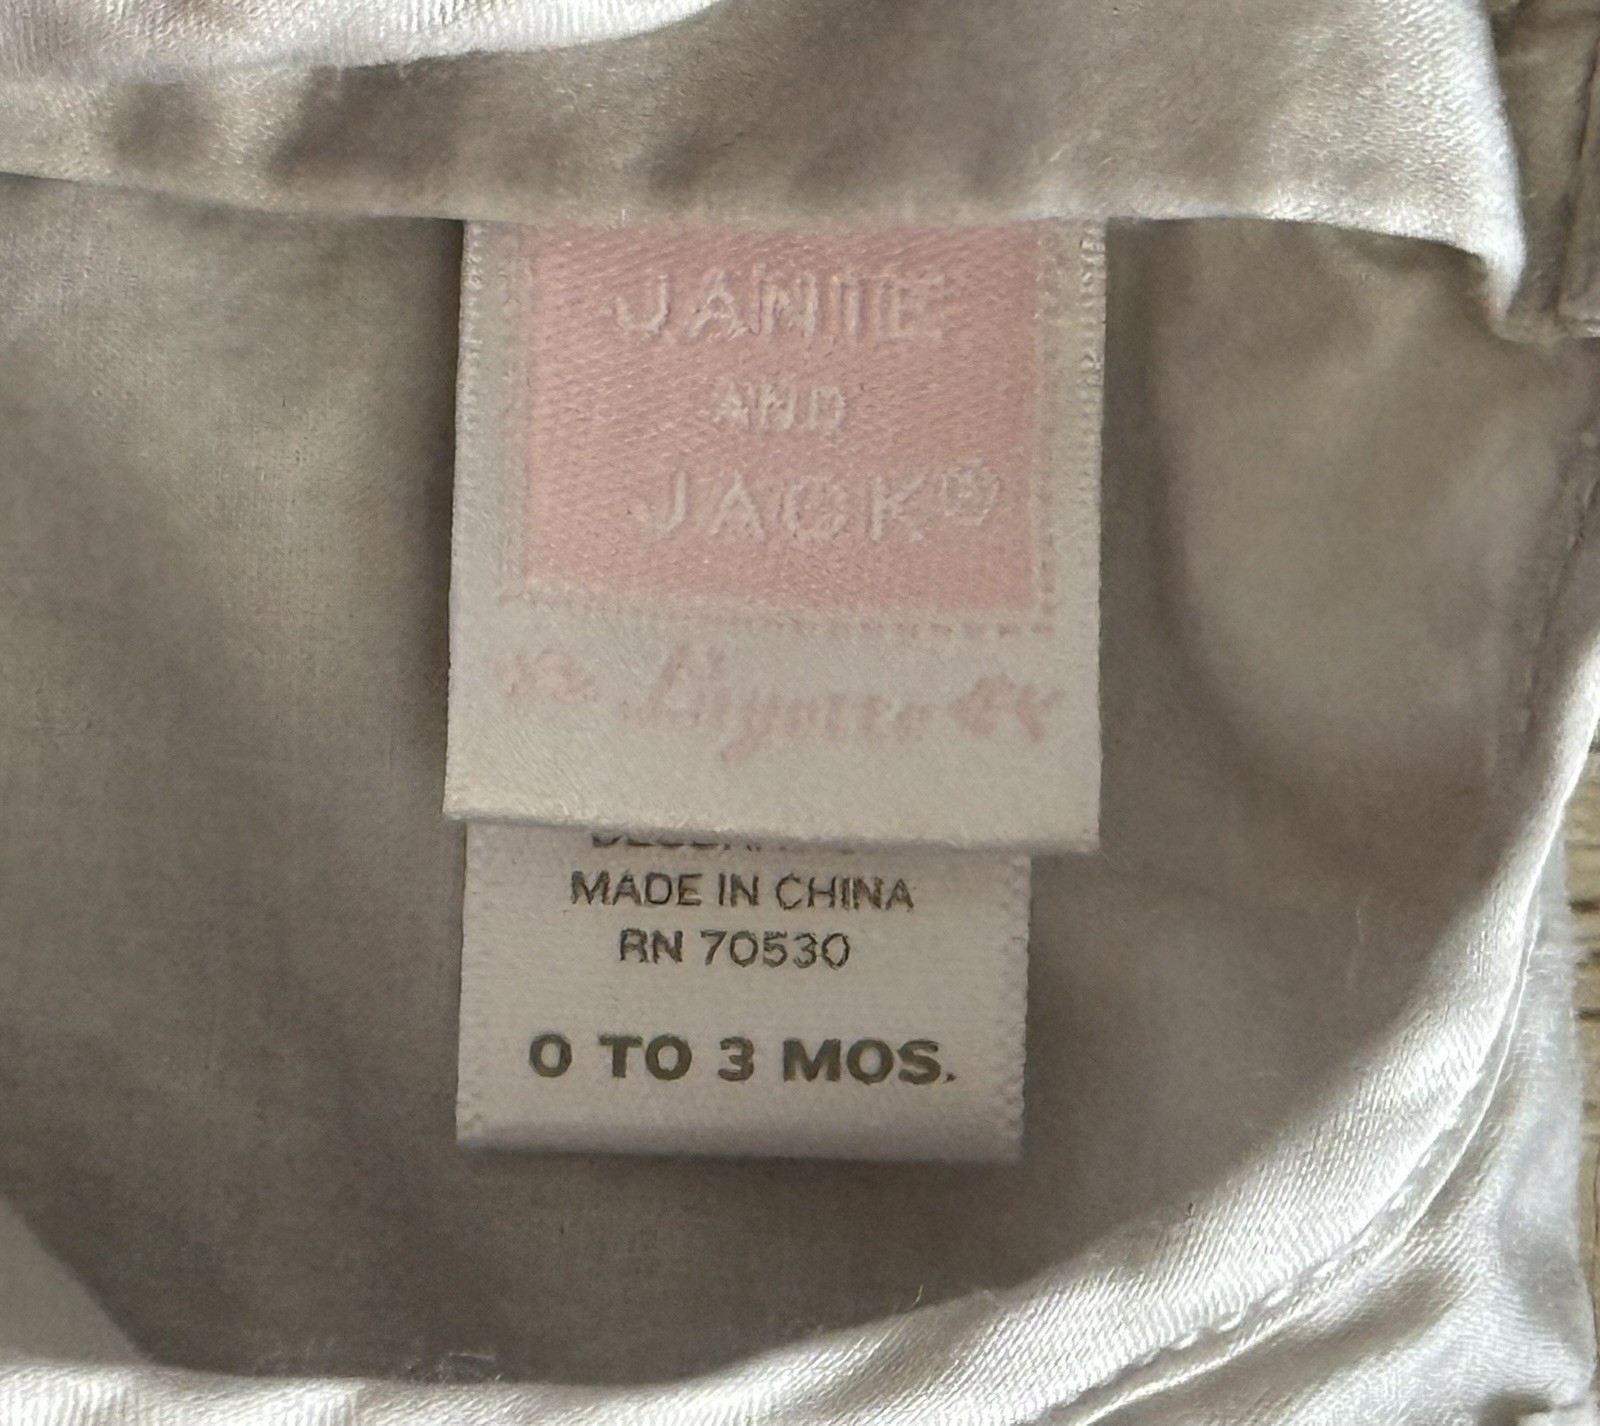 JANIE
AND
JACK®
MADE IN CHINA
RN 70530
0 TO 3 MOS.